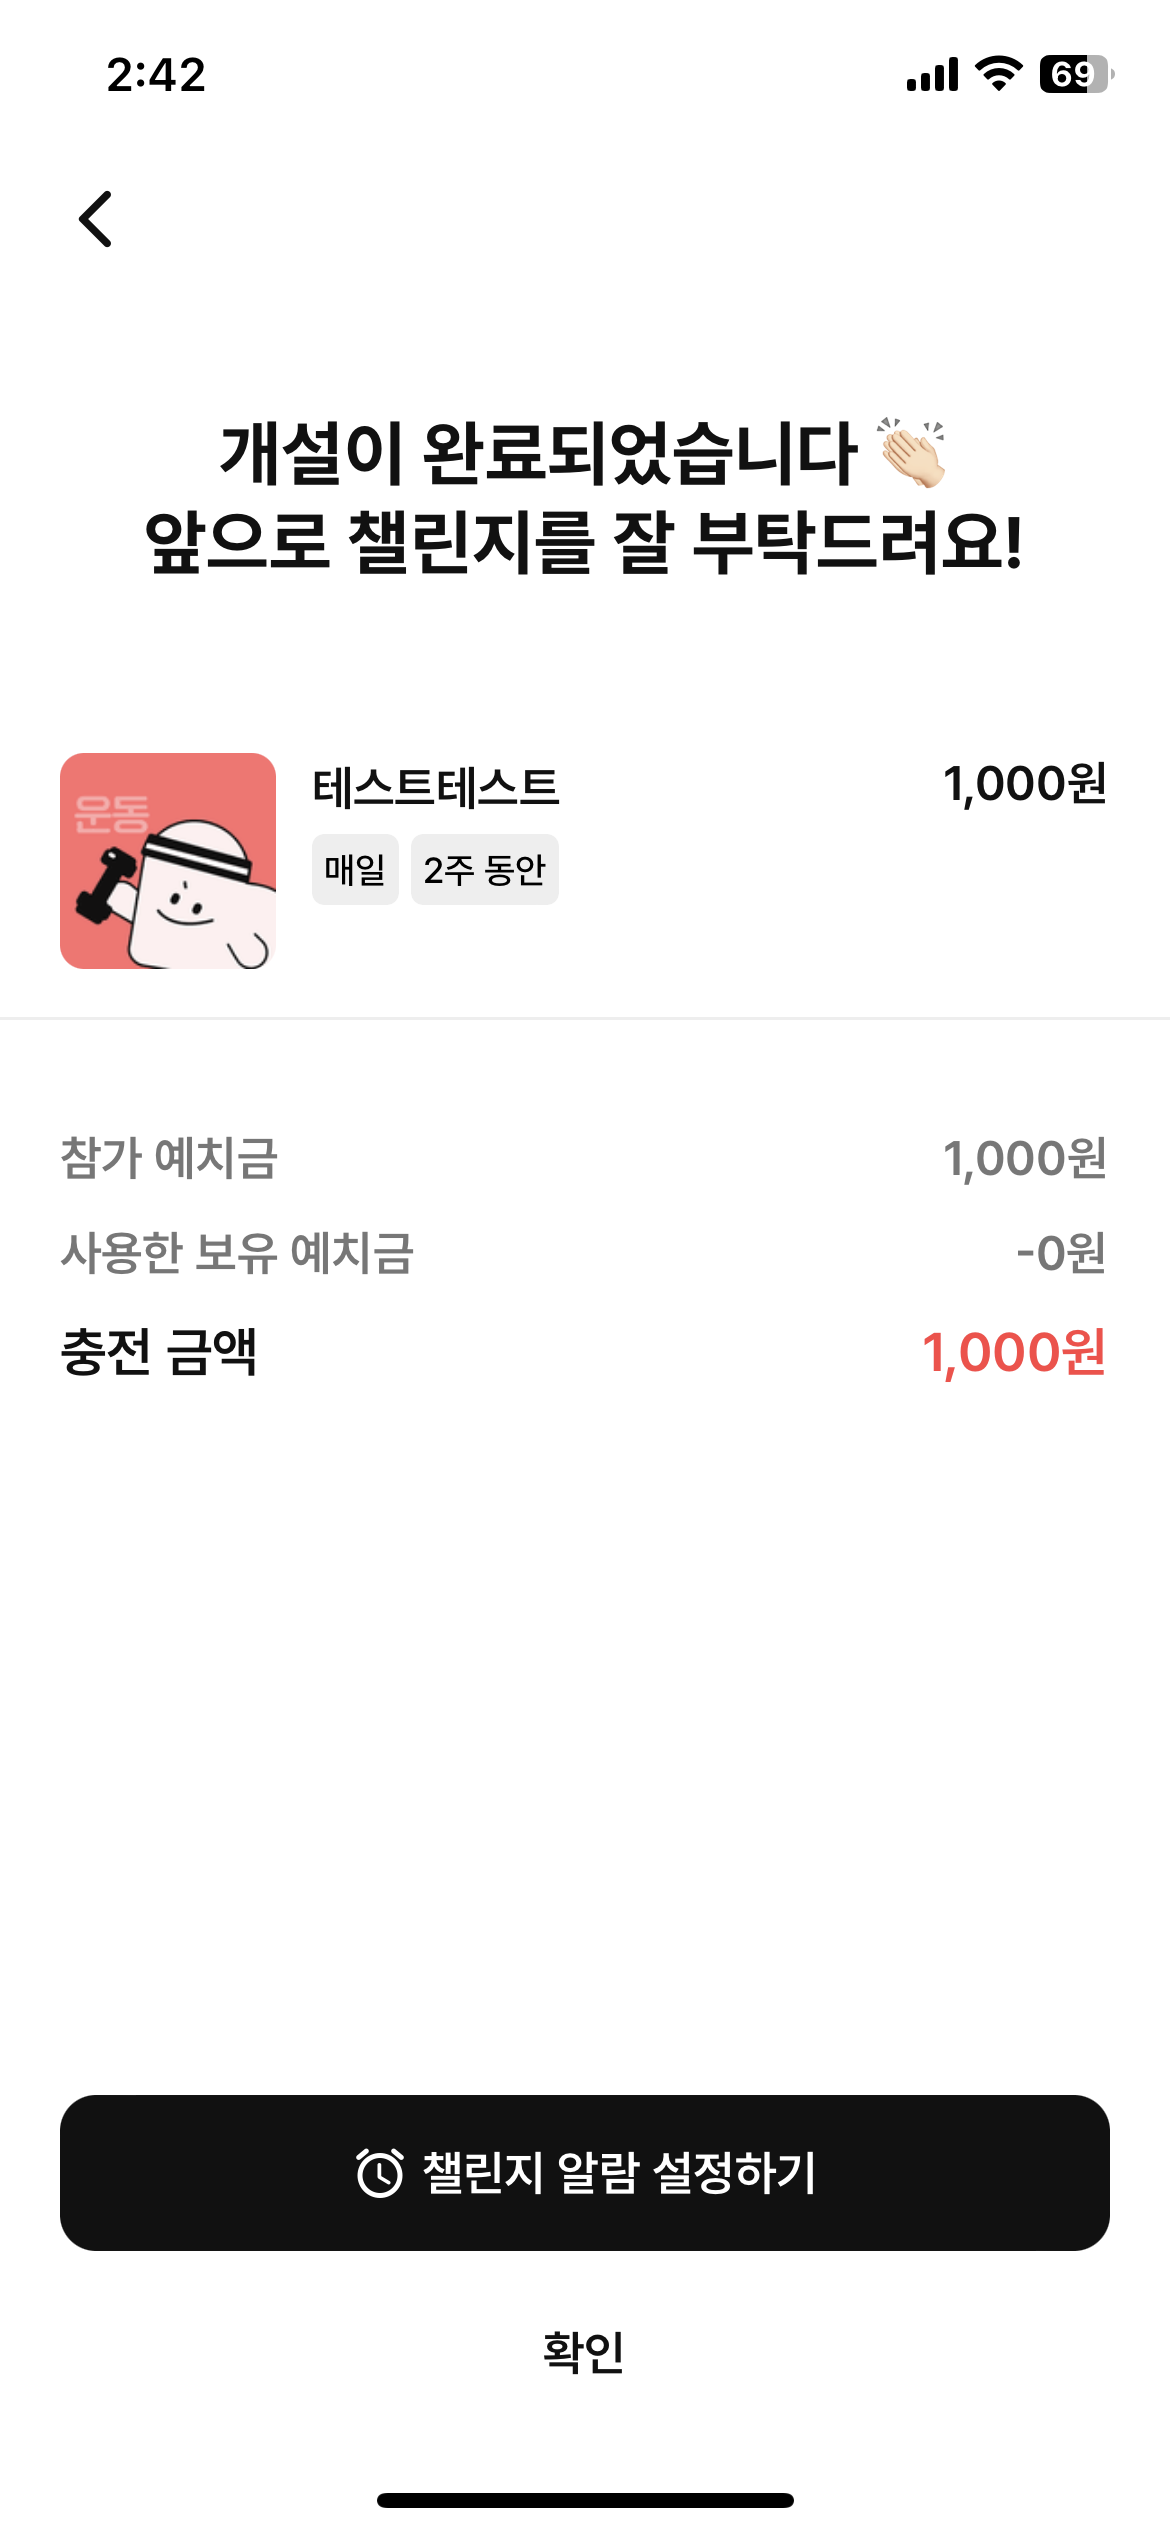 2:42
69
개설이 완료되었습니다 👏🏻
앞으로 챌린지를 잘 부탁드려요!
운동
테스트테스트
1,000원
매일
2주 동안
참가 예치금
1,000원
사용한 보유 예치금
-0원
충전 금액
1,000원
챌린지 알람 설정하기
확인